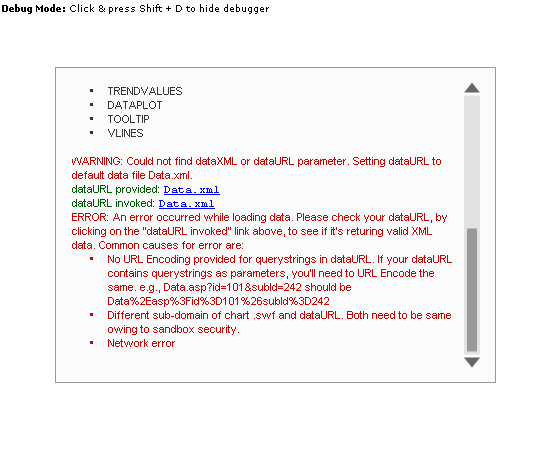 Debug Mode: Click & press Shift + D to hide debugger
• TRENDVALUES
• DATAPLOT
• TOOLTIP
• VLINES
WARNING: Could not find dataXML or dataURL parameter. Setting dataURL to
default data file Data.xml.
dataURL provided: Data.xml
dataURL invoked: Data.xml
ERROR: An error occurred while loading data. Please check your dataURL, by
clicking on the "dataURL invoked" link above, to see if it's returing valid XML
data. Common causes for error are:
• No URL Encoding provided for querystrings in dataURL. If your dataURL
contains querystrings as parameters, you'll need to URL Encode the
same. e.g., Data.asp?id=101&subId=242 should be
Data%2Easp%3Fid%3D101%26subId%3D242
• Different sub-domain of chart .swf and dataURL. Both need to be same
owing to sandbox security.
• Network error